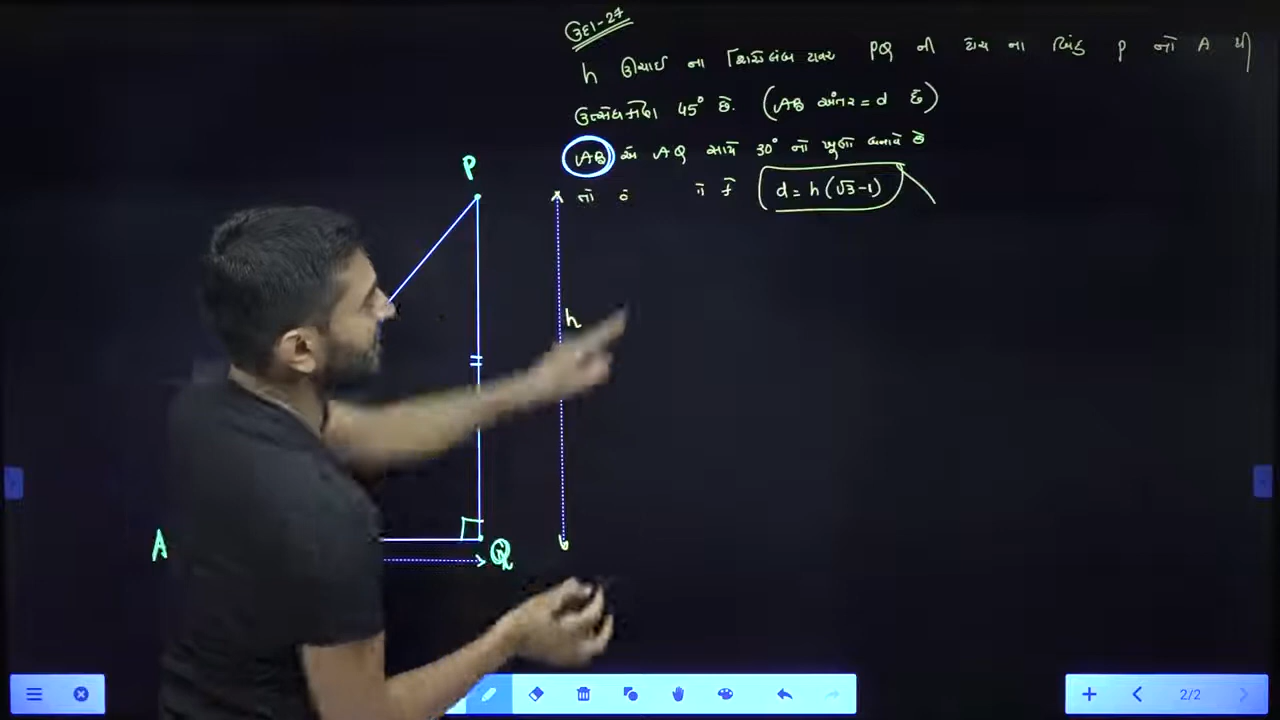 ઉદા-27
h ઊંચાઈ ના શિરોલંબ ટાવર PQ ની ટોચ ના બિંદુ P નો A થી
ઉત્સેધકોણ 45° છે. (AB અંતર = d છે)
AB એ AQ સાથે 30° નો ખૂણો બનાવે છે
તો d = h(√3-1)
P
h
A
Q
2/2